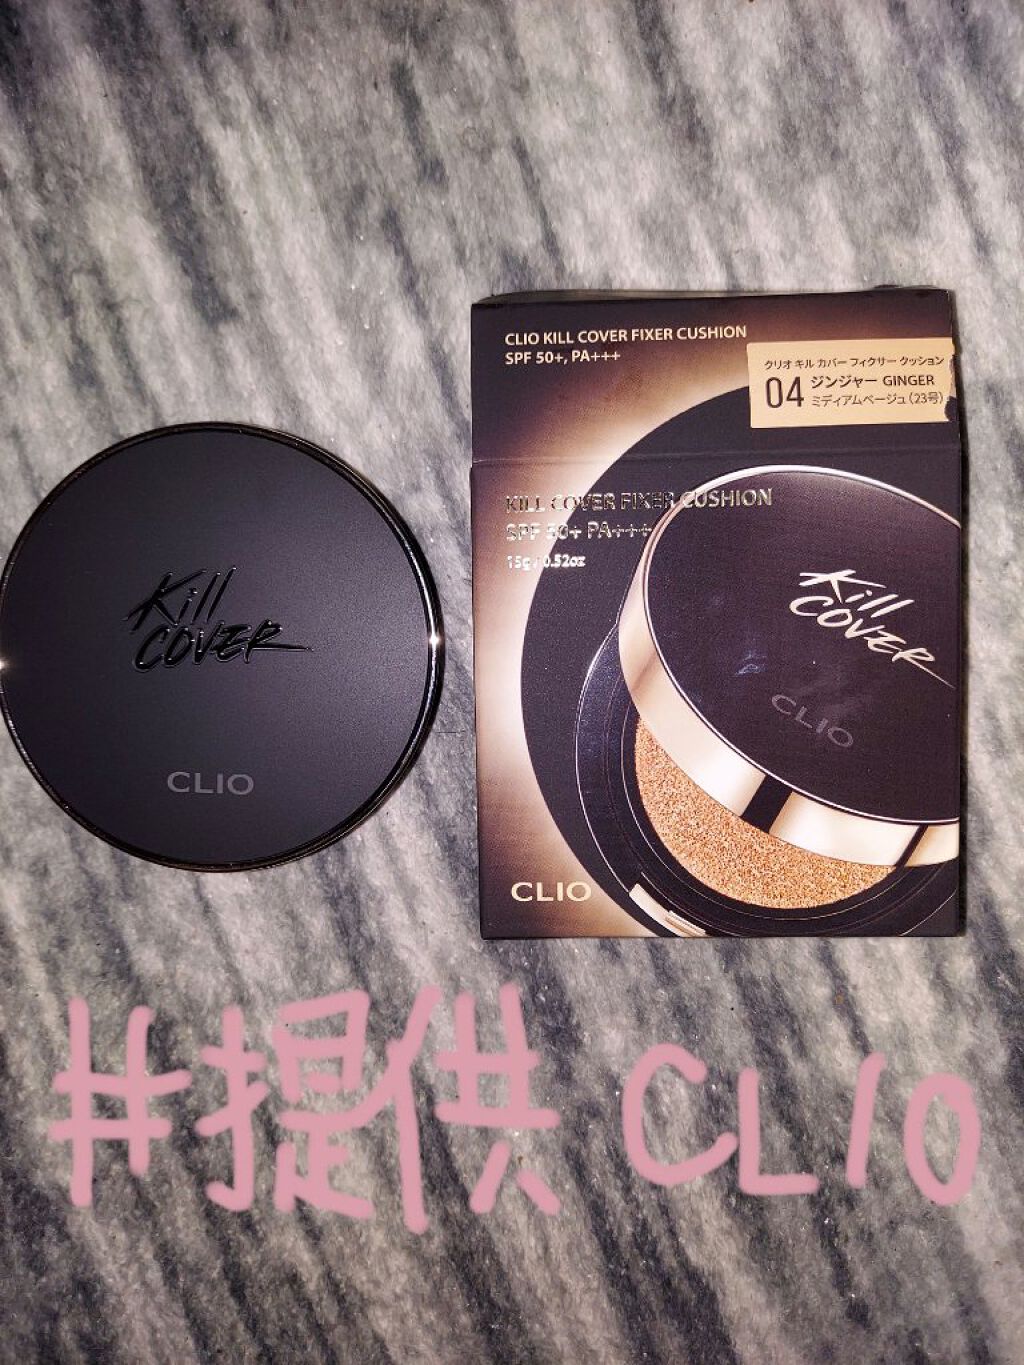 Kill
COVER
CLIO
CLIO KILL COVER FIXER CUSHION
SPF 50+, PA+++
クリオ キル カバー フィクサー クッション
04 ジンジャー GINGER
ミディアムベージュ(23号)
KILL COVER FIXER CUSHION
SPF 50+ PA+++
15g / 0.52oz
Kill
COVER
CLIO
CLIO
#提供 CLIO